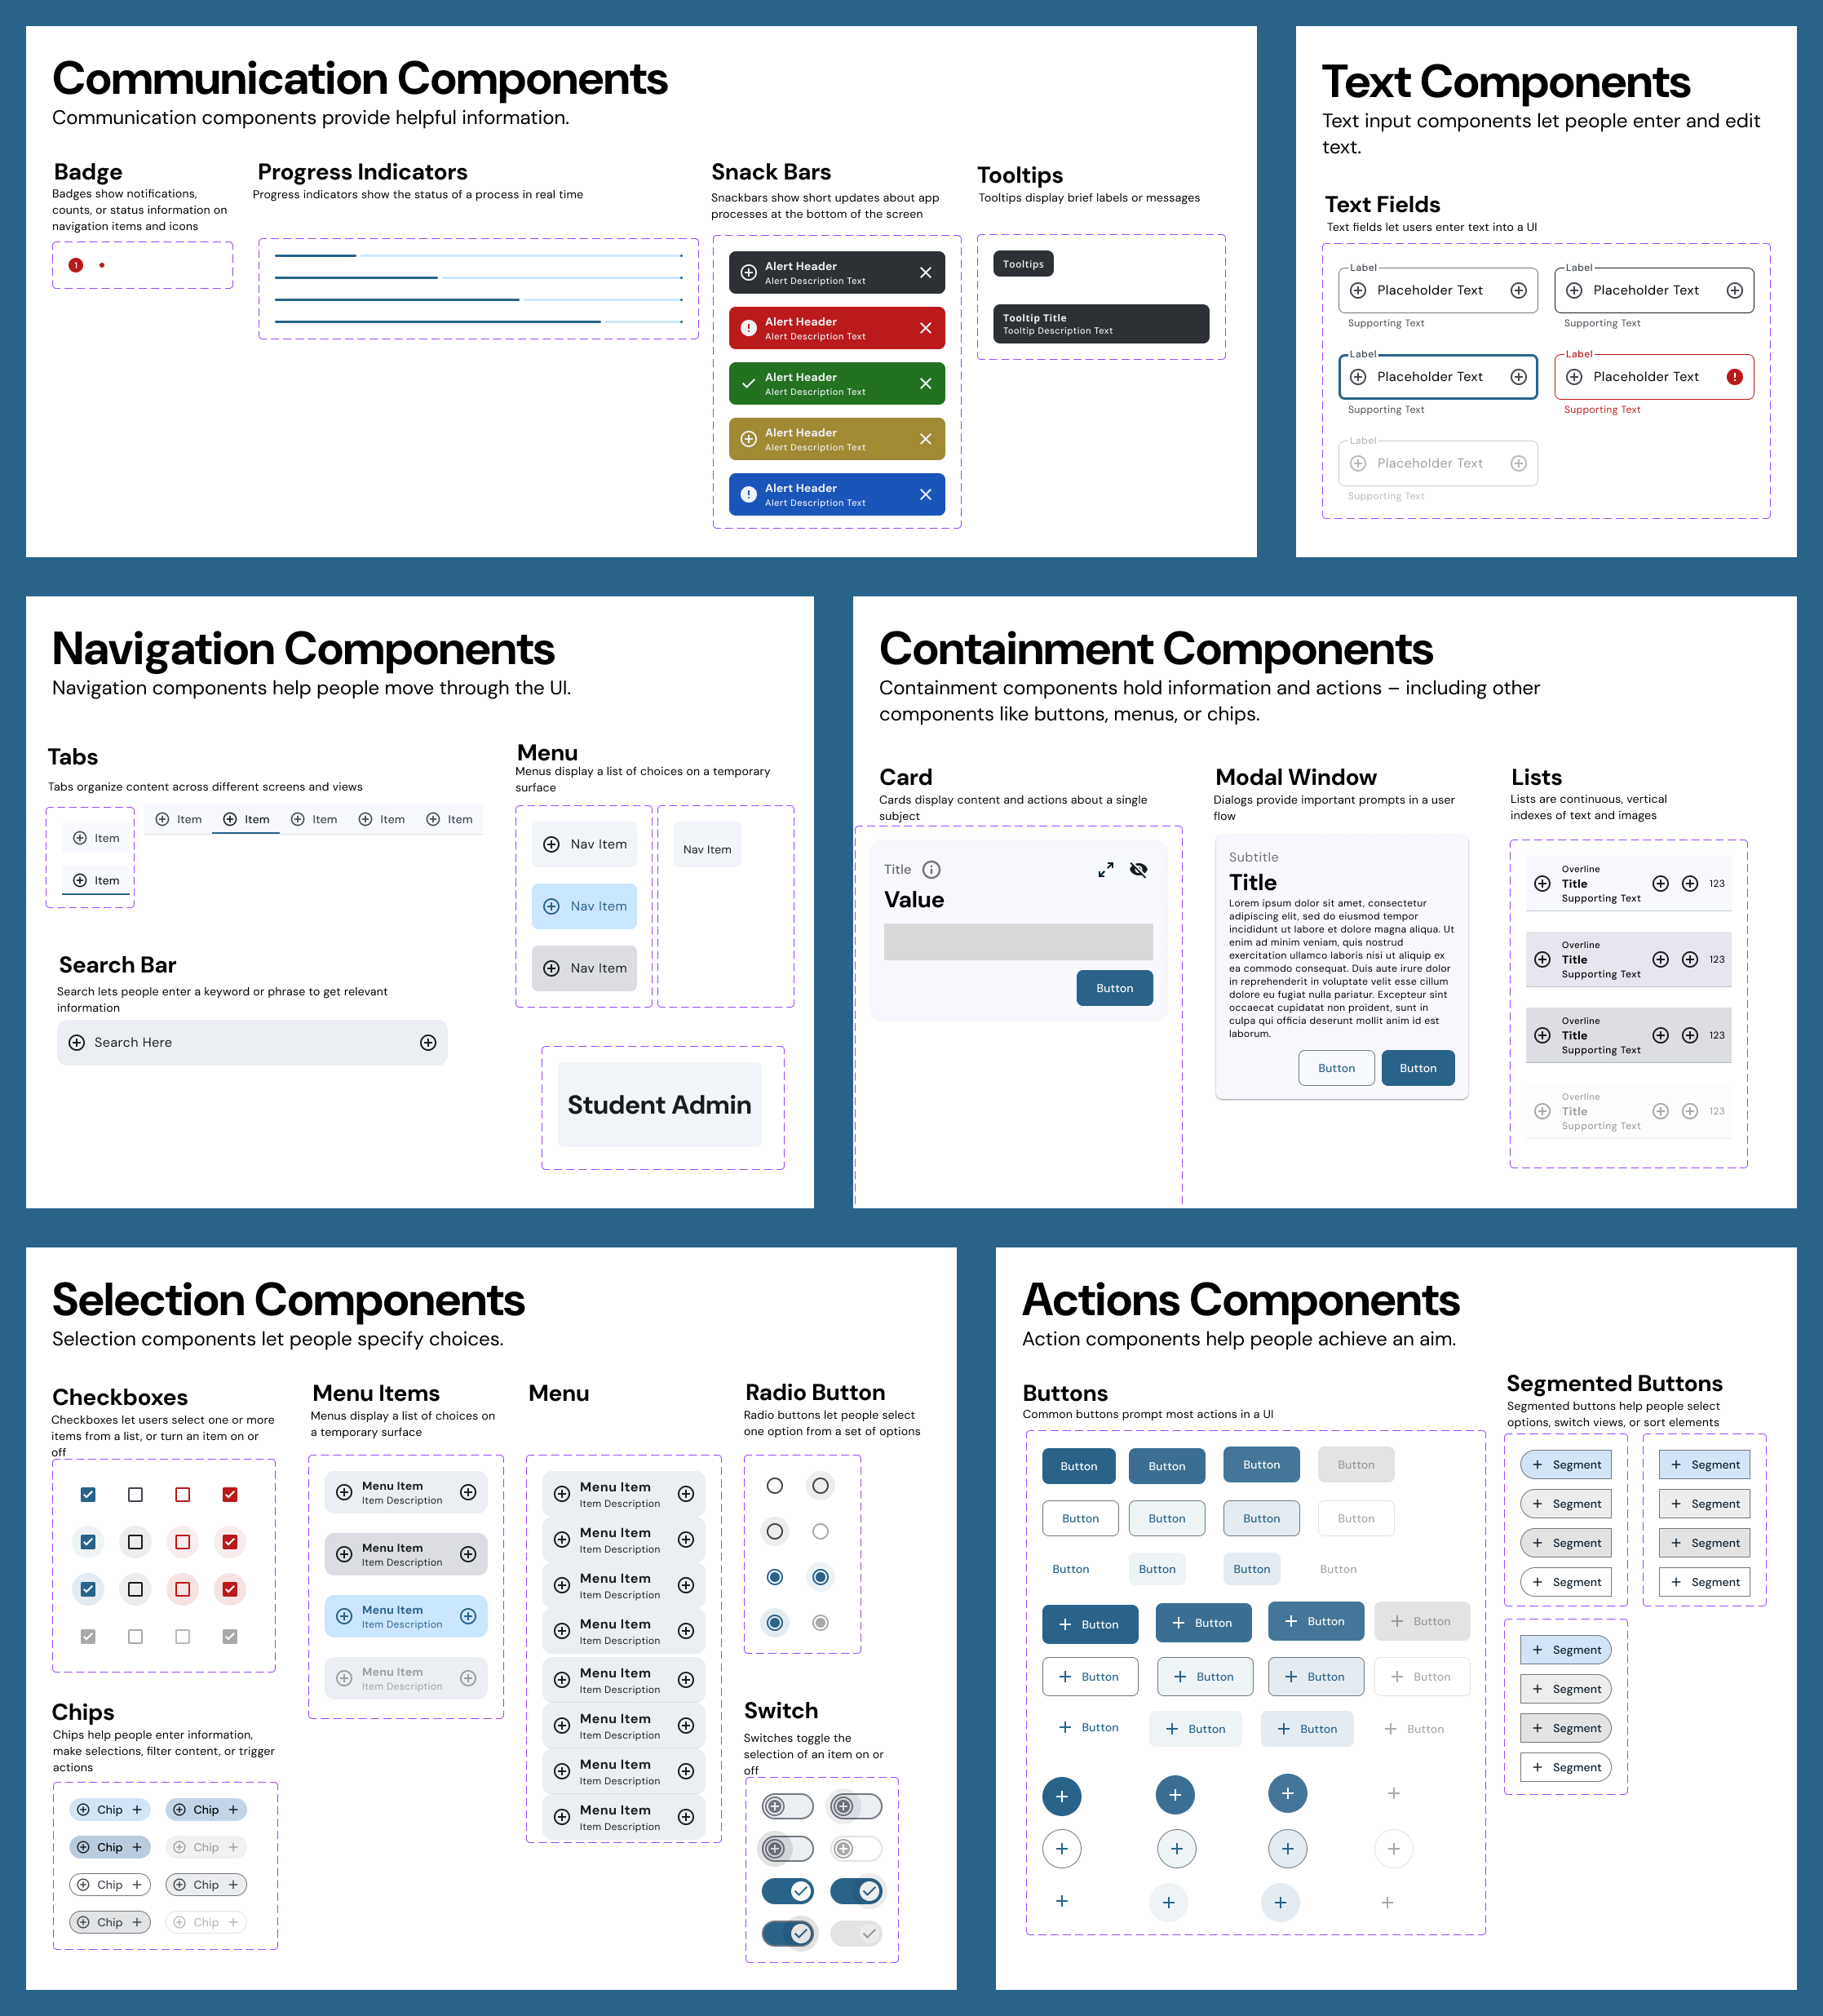 Communication Components
Communication components provide helpful information.
Badge
Badges show notifications,
counts, or status information on
navigation items and icons
1
Progress Indicators
Progress indicators show the status of a process in real time
Snack Bars
Snackbars show short updates about app
processes at the bottom of the screen
Alert Header
Alert Description Text
Alert Header
Alert Description Text
Alert Header
Alert Description Text
Alert Header
Alert Description Text
Alert Header
Alert Description Text
Tooltips
Tooltips display brief labels or messages
Tooltips
Tooltip Title
Tooltip Description Text
Text Components
Text input components let people enter and edit
text.
Text Fields
Text fields let users enter text into a UI
Label
Placeholder Text
Supporting Text
Label
Placeholder Text
Supporting Text
Label
Placeholder Text
Supporting Text
Label
Placeholder Text
Supporting Text
Label
Placeholder Text
Supporting Text
Navigation Components
Navigation components help people move through the UI.
Tabs
Tabs organize content across different screens and views
Item
Item
Item Item Item Item Item
Search Bar
Search lets people enter a keyword or phrase to get relevant
information
Search Here
Menu
Menus display a list of choices on a temporary
surface
Nav Item
Nav Item
Nav Item
Nav Item
Student Admin
Containment Components
Containment components hold information and actions – including other
components like buttons, menus, or chips.
Card
Cards display content and actions about a single
subject
Title
Value
Button
Modal Window
Dialogs provide important prompts in a user
flow
Subtitle
Title
Lorem ipsum dolor sit amet, consectetur
adipiscing elit, sed do eiusmod tempor
incididunt ut labore et dolore magna aliqua. Ut
enim ad minim veniam, quis nostrud
exercitation ullamco laboris nisi ut aliquip ex
ea commodo consequat. Duis aute irure dolor
in reprehenderit in voluptate velit esse cillum
dolore eu fugiat nulla pariatur. Excepteur sint
occaecat cupidatat non proident, sunt in
culpa qui officia deserunt mollit anim id est
laborum.
Button Button
Lists
Lists are continuous, vertical
indexes of text and images
Overline
Title
Supporting Text
123
Overline
Title
Supporting Text
123
Overline
Title
Supporting Text
123
Overline
Title
Supporting Text
123
Selection Components
Selection components let people specify choices.
Checkboxes
Checkboxes let users select one or more
items from a list, or turn an item on or
off
Chips
Chips help people enter information,
make selections, filter content, or trigger
actions
Chip Chip
Chip Chip
Chip Chip
Chip Chip
Menu Items
Menus display a list of choices on
a temporary surface
Menu Item
Item Description
Menu Item
Item Description
Menu Item
Item Description
Menu Item
Item Description
Menu
Menu Item
Item Description
Menu Item
Item Description
Menu Item
Item Description
Menu Item
Item Description
Menu Item
Item Description
Menu Item
Item Description
Menu Item
Item Description
Menu Item
Item Description
Radio Button
Radio buttons let people select
one option from a set of options
Switch
Switches toggle the
selection of an item on or
off
Actions Components
Action components help people achieve an aim.
Buttons
Common buttons prompt most actions in a UI
Button Button Button Button
Button Button Button Button
Button Button Button Button
Button Button Button Button
Button Button Button Button
Button Button Button Button
Segmented Buttons
Segmented buttons help people select
options, switch views, or sort elements
Segment Segment
Segment Segment
Segment Segment
Segment Segment
Segment
Segment
Segment
Segment